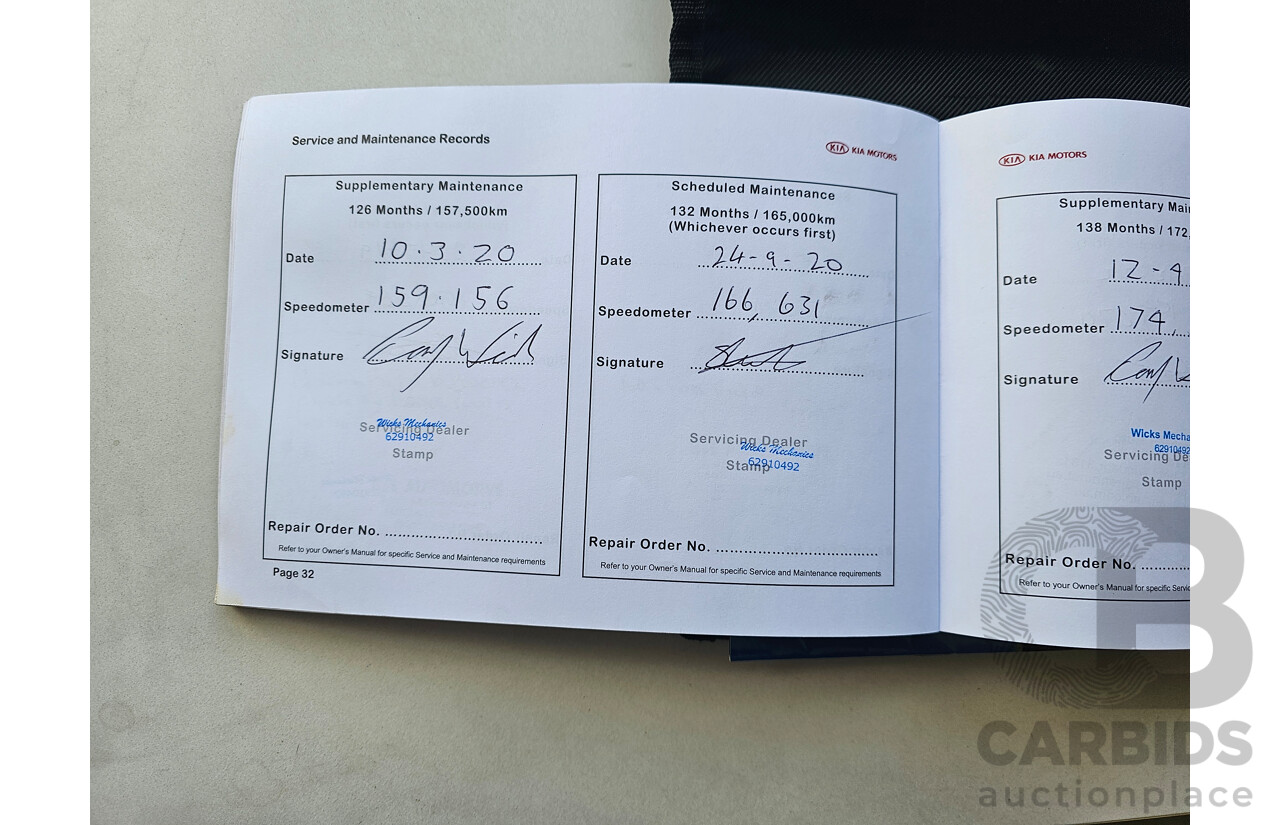 Service and Maintenance Records
KIA KIA MOTORS
Supplementary Maintenance
126 Months / 157,500km
Date 10.3.20
Speedometer 159.156
Signature
Wicks Mechanics
62910492
Servicing Dealer
Stamp
Repair Order No.
Refer to your Owner's Manual for specific Service and Maintenance requirements
Page 32
Scheduled Maintenance
132 Months / 165,000km
(Whichever occurs first)
Date 24-9-20
Speedometer 166,631
Signature
Servicing Dealer
Wicks Mechanics
Stamp
62910492
Repair Order No.
Refer to your Owner's Manual for specific Service and Maintenance requirements
KIA KIA MOTORS
Supplementary Mai
138 Months / 172,
Date 12-4
Speedometer 174,
Signature
Wicks Mecha
62910492
Servicing De
Stamp
Repair Order No.
Refer to your Owner's Manual for specific Servic
CB
CARBIDS
auctionplace